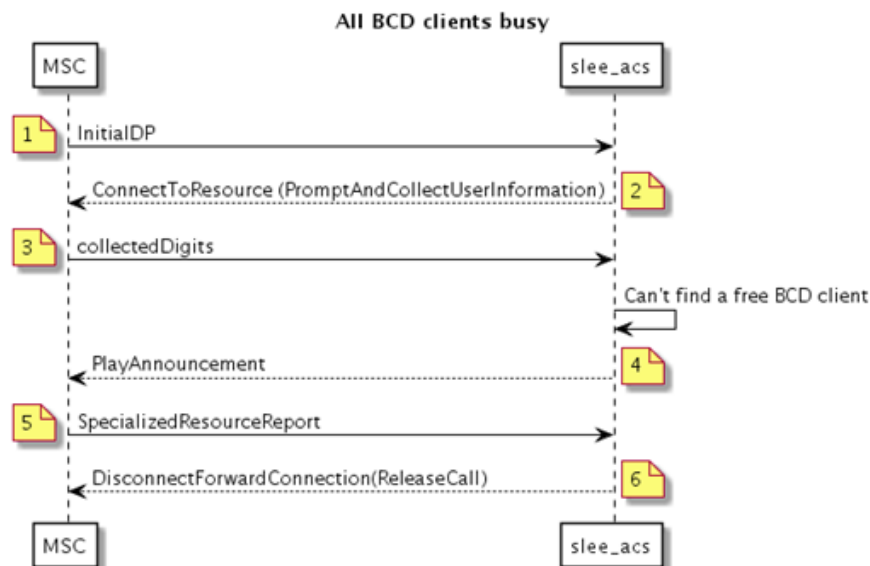 All BCD clients busy
MSC
slee_acs
1
InitialDP
ConnectToResource (PromptAndCollectUserInformation)
2
3
collectedDigits
Can't find a free BCD client
PlayAnnouncement
4
5
SpecializedResourceReport
DisconnectForwardConnection(ReleaseCall)
6
MSC
slee_acs